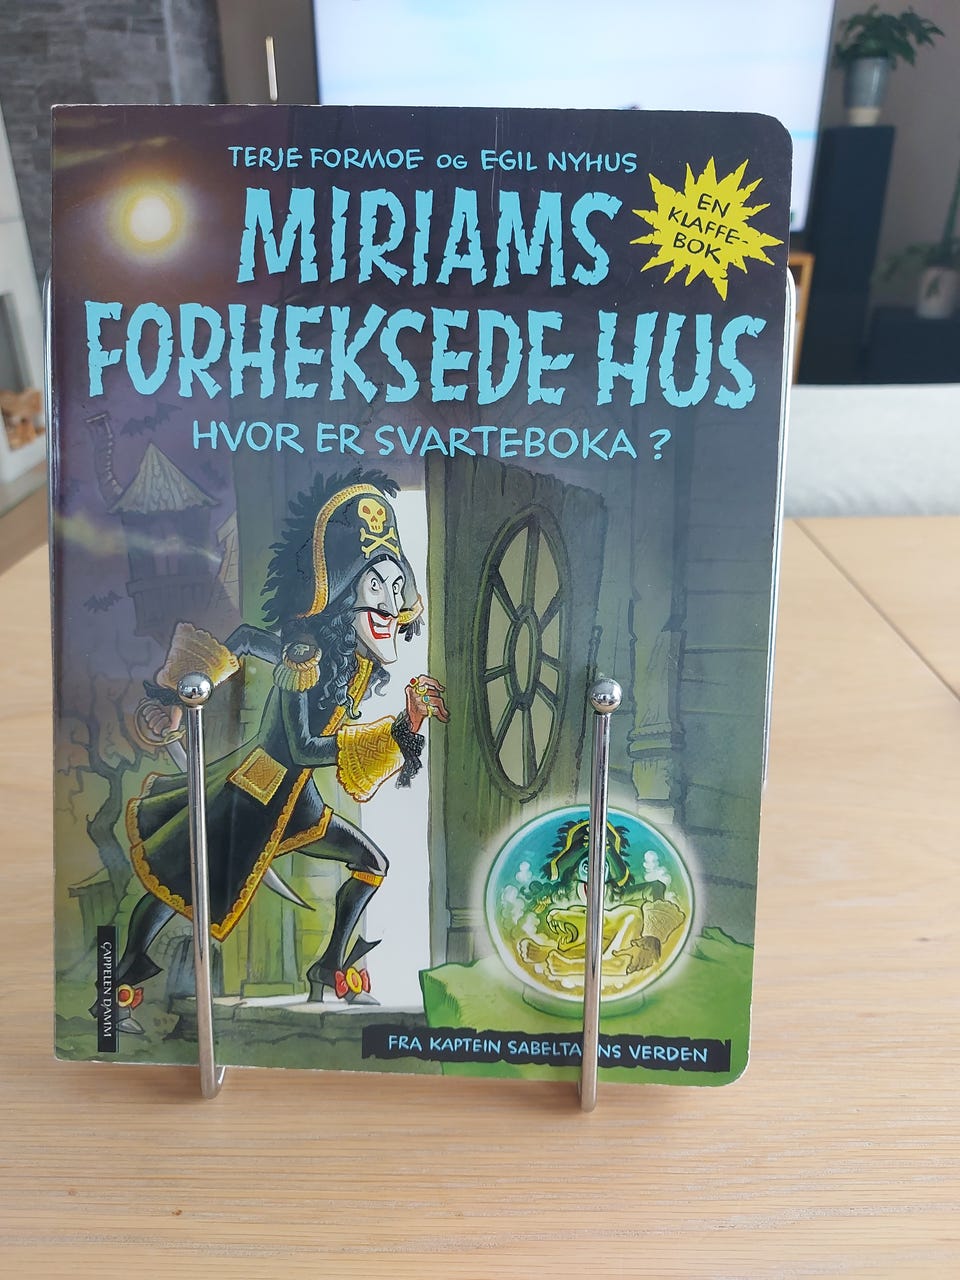 TERJE FORMOE OG EGIL NYHUS
MIRIAMS
FORHEKSEDE HUS
HVOR ER SVARTEBOKA?
EN
KLAFFE-
BOK
CAPPELEN DAMM
FRA KAPTEIN SABELTANNS VERDEN